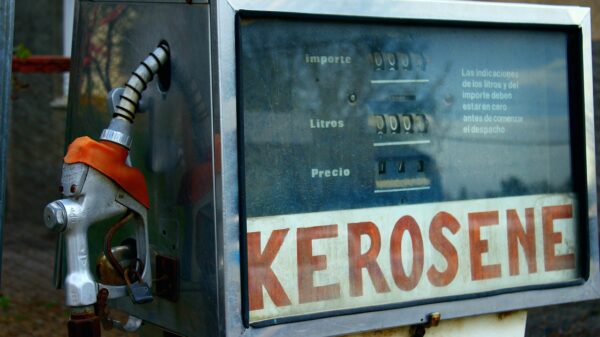 Importe
Litros
Precio
Las indicaciones
de los litros y del
importe deben
estar en cero
antes de comenzar
el despacho
KEROSENE